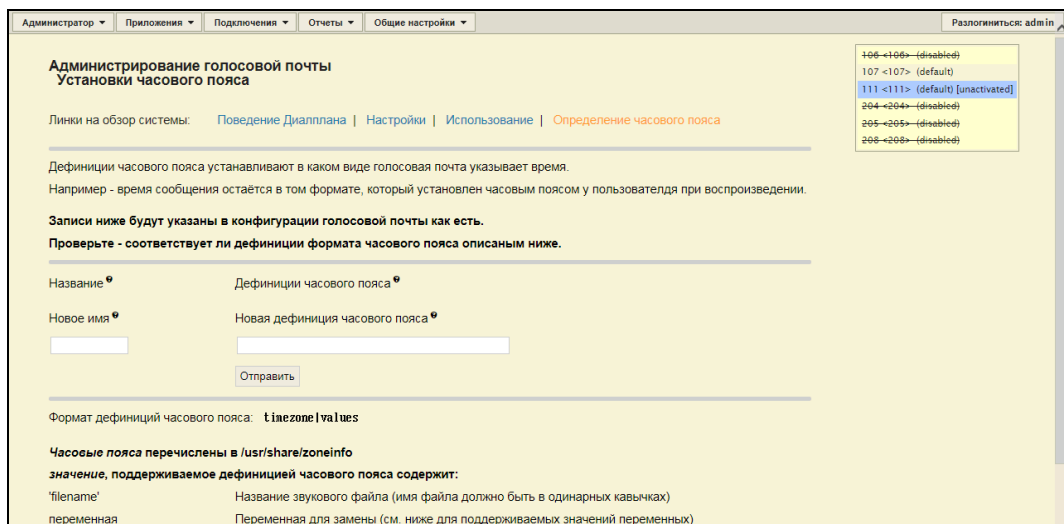 Администратор Приложения Подключения Отчеты Общие настройки Разлогиниться: admin
Администрирование голосовой почты
Установки часового пояса
106 <106> (disabled)
107 <107> (default)
111 <111> (default) [unactivated]
204 <204> (disabled)
205 <205> (disabled)
208 <208> (disabled)
Линки на обзор системы: Поведение Диалплана | Настройки | Использование | Определение часового пояса
Дефиниции часового пояса устанавливают в каком виде голосовая почта указывает время.
Например - время сообщения остаётся в том формате, который установлен часовым поясом у пользователдя при воспроизведении.
Записи ниже будут указаны в конфигурации голосовой почты как есть.
Проверьте - соответствует ли дефиниции формата часового пояса описаным ниже.
Название Дефиниции часового пояса
Новое имя Новая дефиниция часового пояса
Отправить
Формат дефиниций часового пояса: timezone|values
Часовые пояса перечислены в /usr/share/zoneinfo
значение, поддерживаемое дефиницией часового пояса содержит:
'filename' Название звукового файла (имя файла должно быть в одинарных кавычках)
переменная Переменная для замены (см. ниже для поддерживаемых значений переменных)